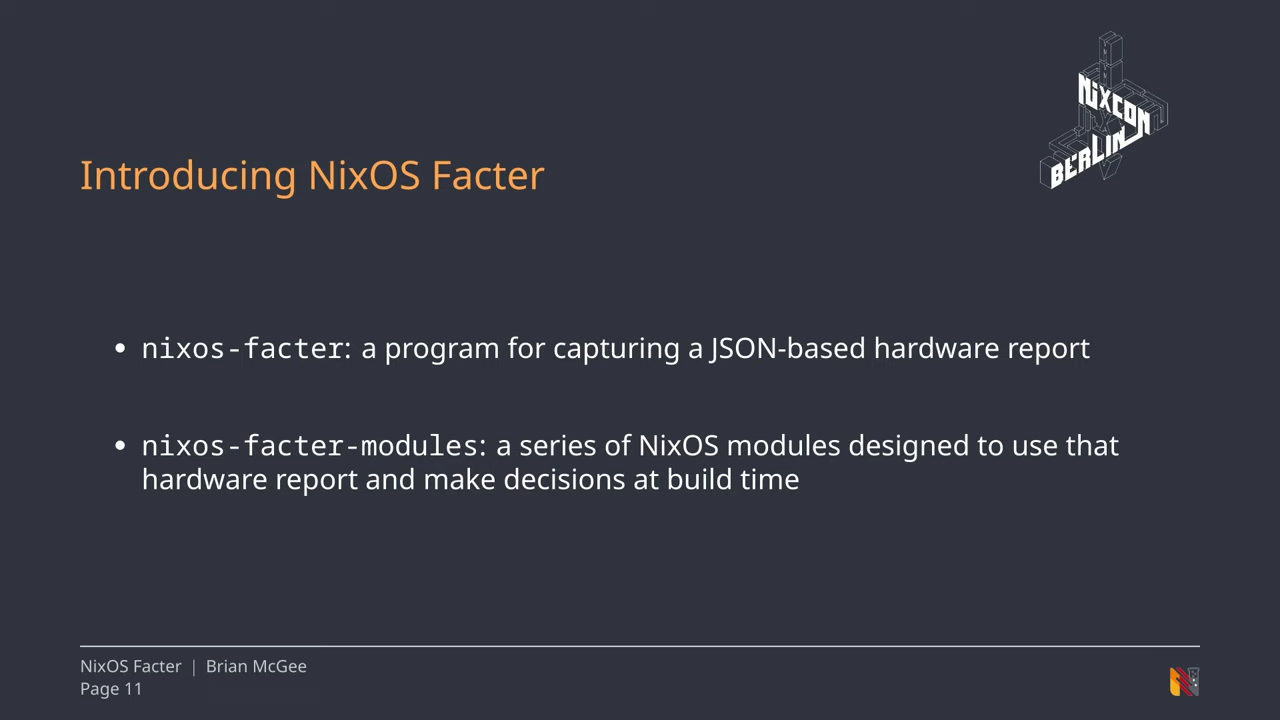 NIXCON
BERLIN
Introducing NixOS Facter
• nixos-facter: a program for capturing a JSON-based hardware report
• nixos-facter-modules: a series of NixOS modules designed to use that
hardware report and make decisions at build time
NixOS Facter | Brian McGee
Page 11